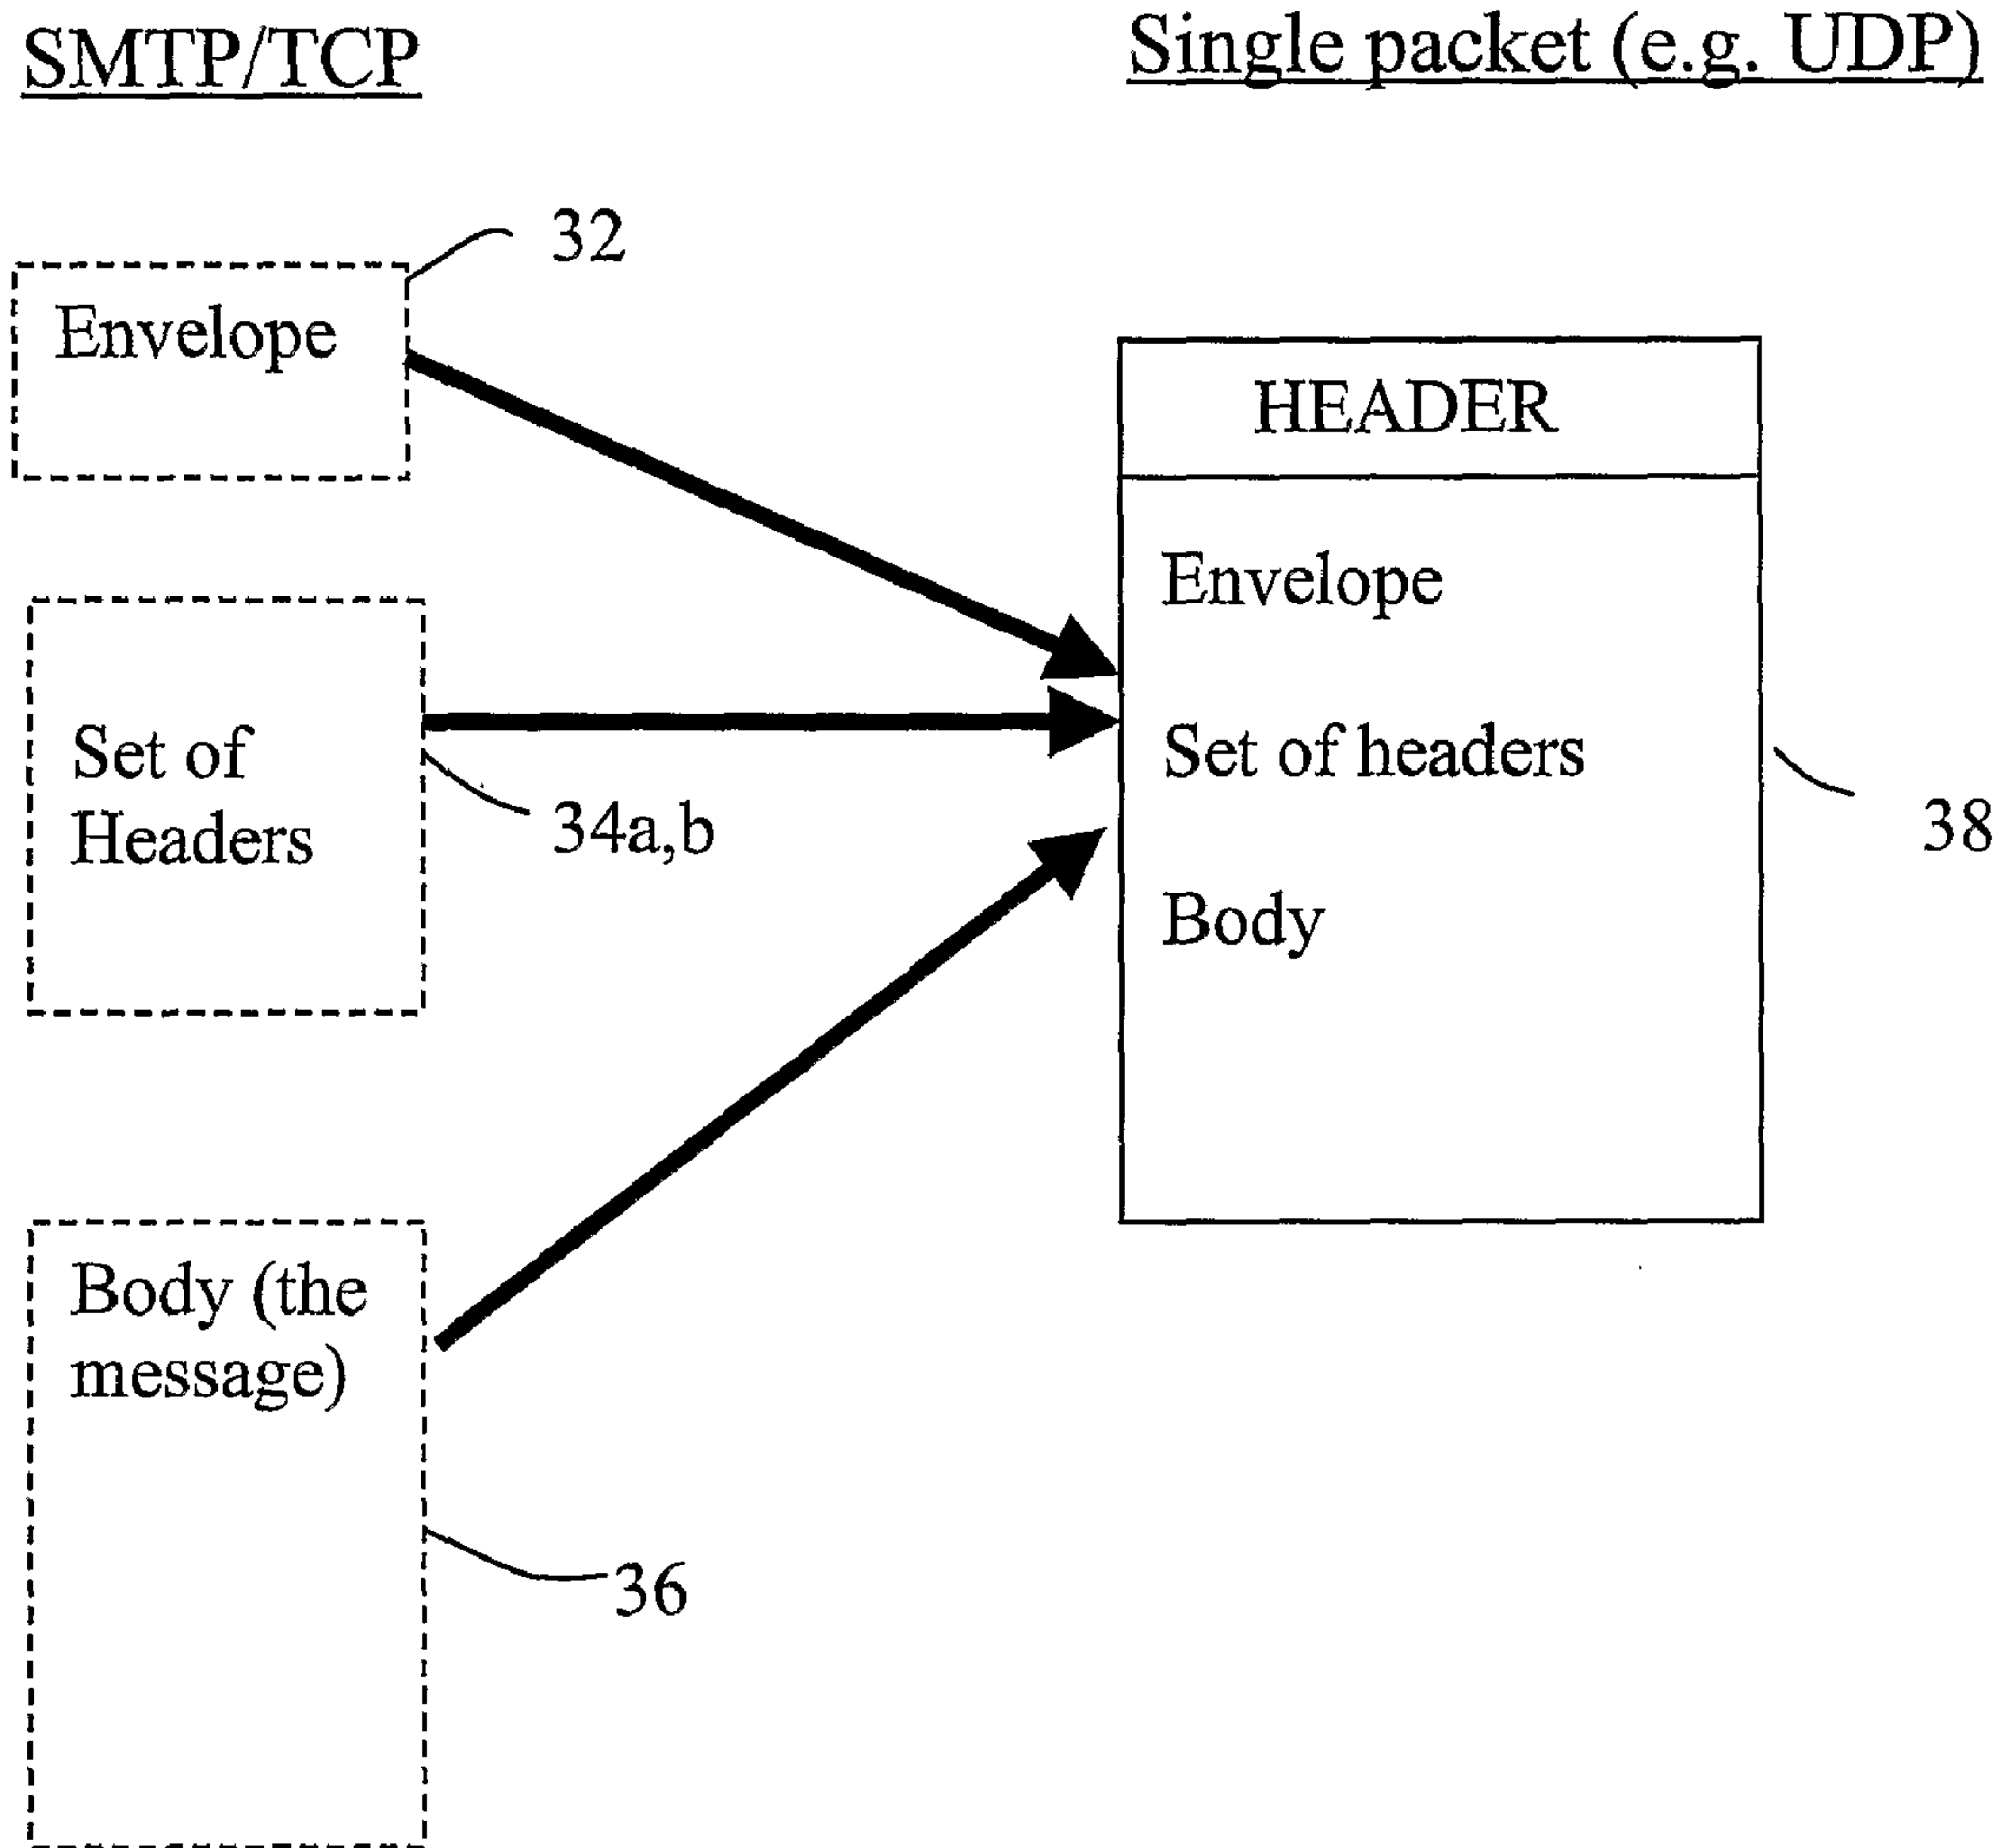 SMTP/TCP
Single packet (e.g. UDP)
32
Envelope
HEADER
Envelope
Set of
Headers
34a,b
Set of headers
38
Body
Body (the
message)
36